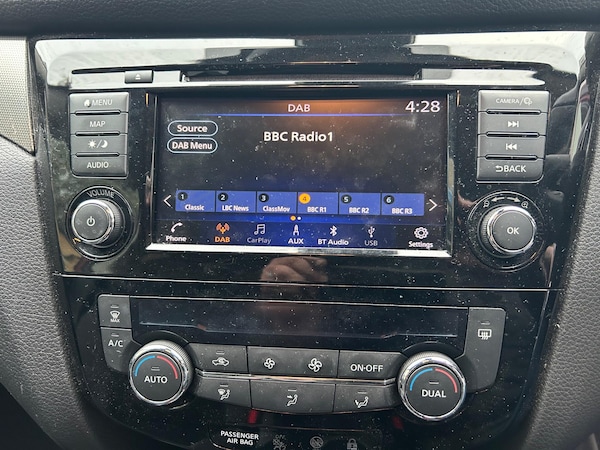 DAB 4:28
MENU
MAP
AUDIO
Source
DAB Menu
BBC Radio1
CAMERA/
BACK
1 2 3 4 5 6
Classic LBC News ClassMov BBC R1 BBC R2 BBC R3
VOLUME
OK
Phone DAB CarPlay AUX BT Audio USB Settings
MAX
A/C
AUTO
ON·OFF
DUAL
PASSENGER
AIR BAG